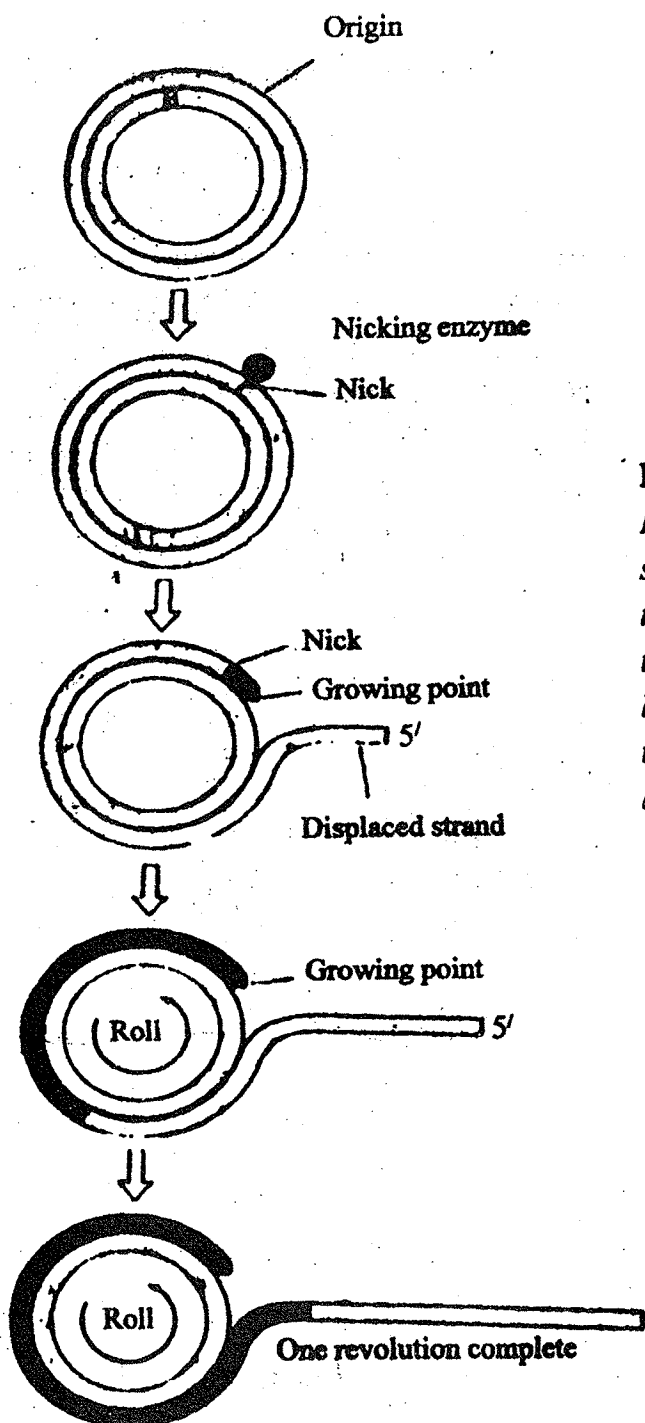 Origin
Nicking enzyme
Nick
Nick
Growing point
5′
Displaced strand
Growing point
Roll
5′
Roll
One revolution complete